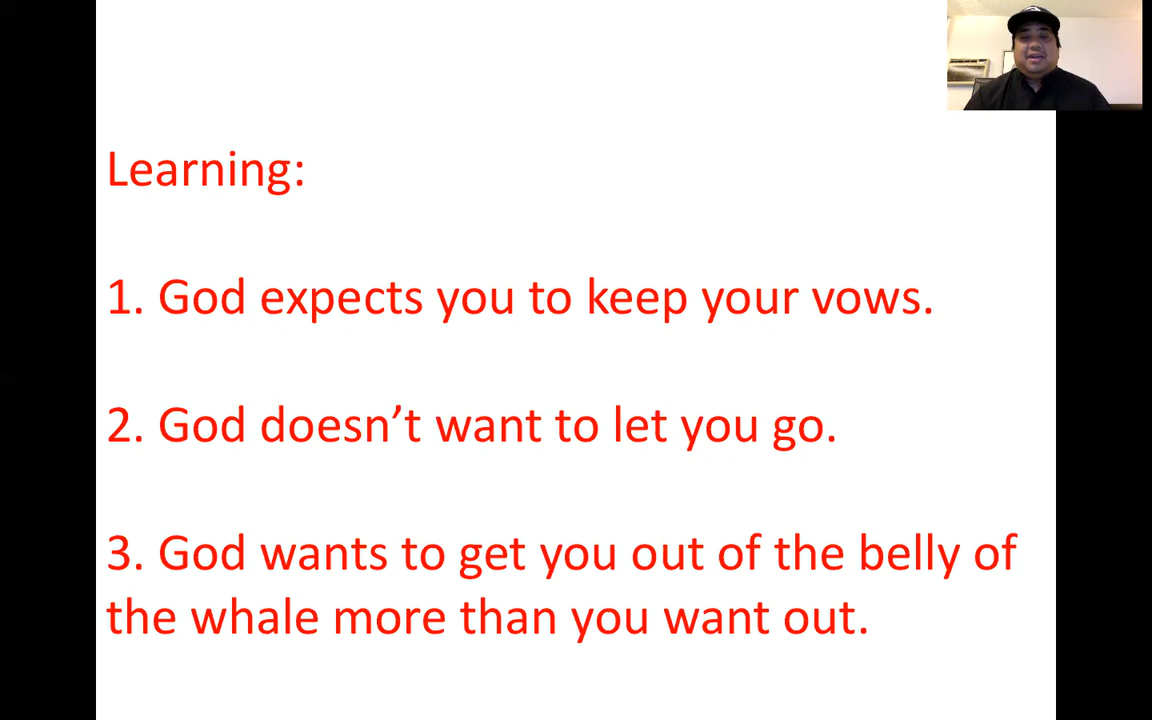 Learning:
1. God expects you to keep your vows.
2. God doesn’t want to let you go.
3. God wants to get you out of the belly of
the whale more than you want out.